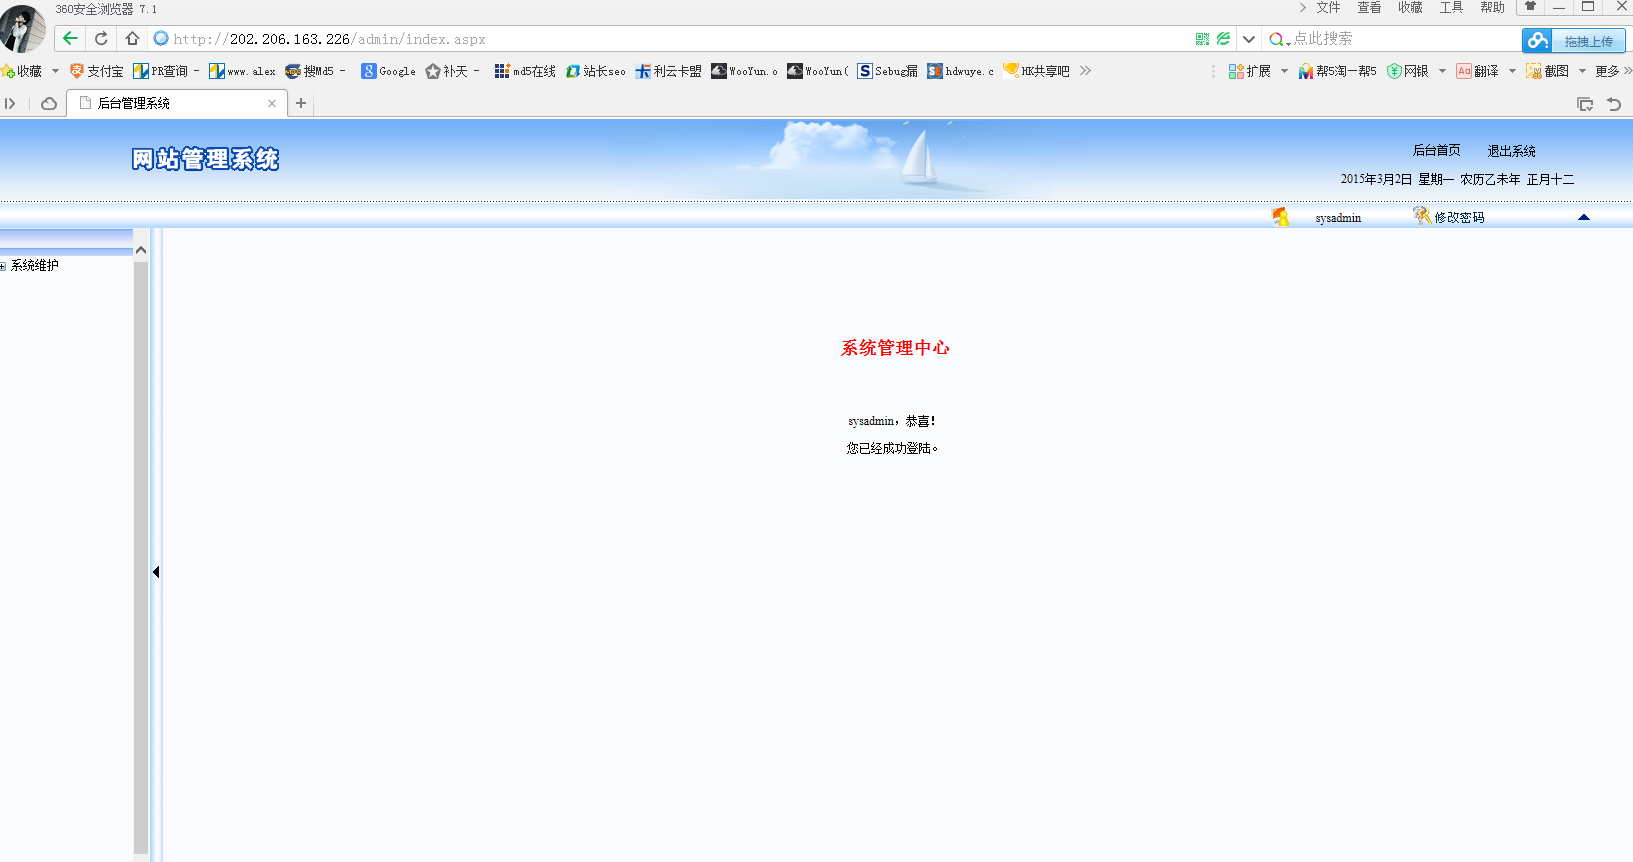 360安全浏览器 7.1
文件 查看 收藏 工具 帮助
http://202.206.163.226/admin/index.aspx
点此搜索
拖拽上传
收藏 支付宝 PR查询 - www.alex 搜Md5 - Google 补天 - md5在线 站长seo 利云卡盟 WooYun.o WooYun( Sebug漏 hdwuye.c HK共享吧
扩展 帮5淘一帮5 网银 翻译 截图 更多
后台管理系统
网站管理系统
后台首页 退出系统
2015年3月2日 星期一 农历乙未年 正月十二
sysadmin 修改密码
系统维护
系统管理中心
sysadmin，恭喜！
您已经成功登陆。